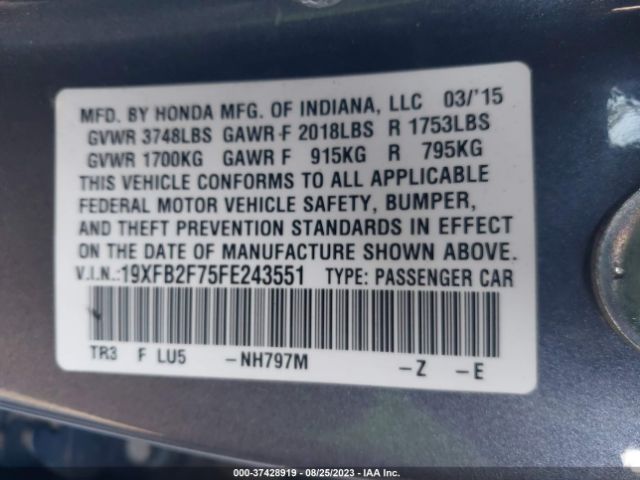 MFD. BY HONDA MFG. OF INDIANA, LLC 03/'15
GVWR 3748LBS GAWR F 2018LBS R 1753LBS
GVWR 1700KG GAWR F 915KG R 795KG
THIS VEHICLE CONFORMS TO ALL APPLICABLE
FEDERAL MOTOR VEHICLE SAFETY, BUMPER,
AND THEFT PREVENTION STANDARDS IN EFFECT
ON THE DATE OF MANUFACTURE SHOWN ABOVE.
V.I.N.:19XFB2F75FE243551 TYPE: PASSENGER CAR
TR3 F LU5 -NH797M -Z -E
000-37428919 | 08/25/2023 - IAA Inc.